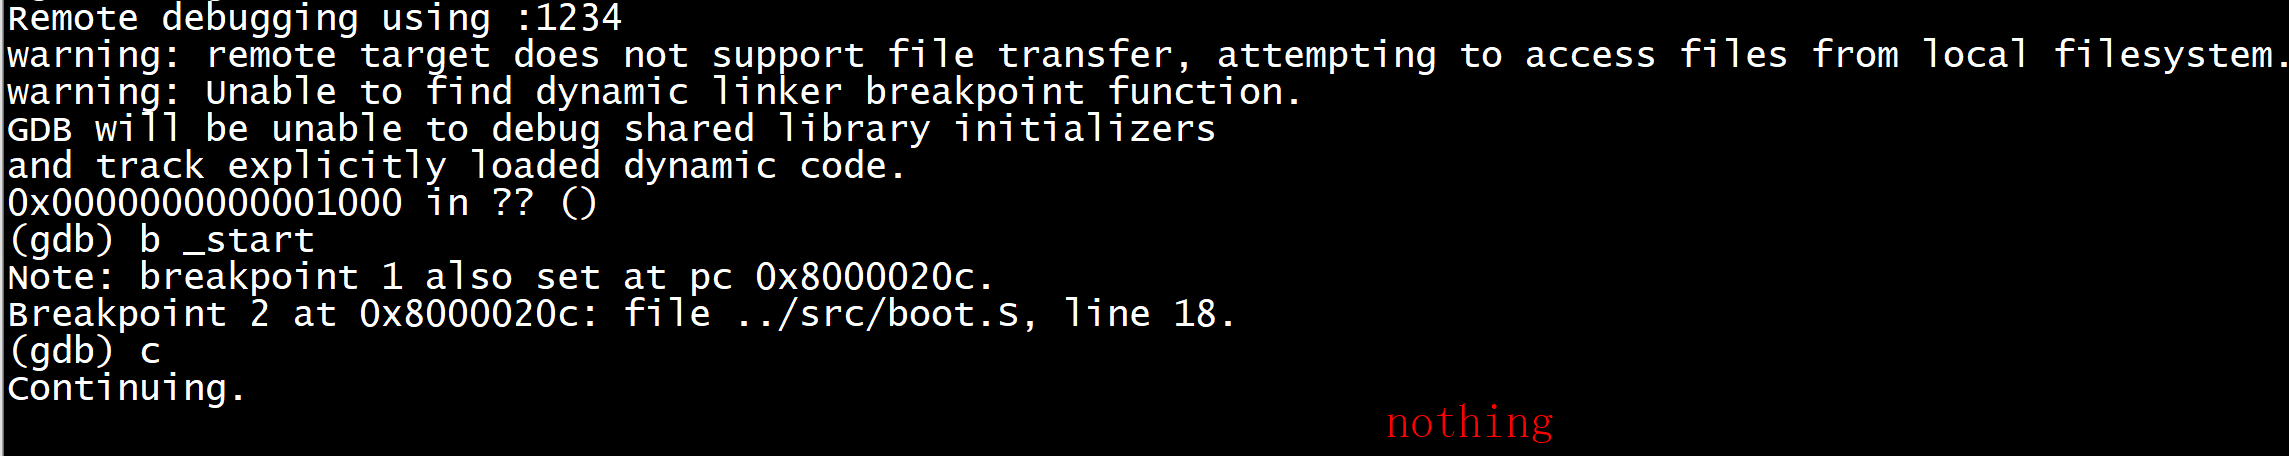 Remote debugging using :1234
warning: remote target does not support file transfer, attempting to access files from local filesystem.
warning: Unable to find dynamic linker breakpoint function.
GDB will be unable to debug shared library initializers
and track explicitly loaded dynamic code.
0x0000000000001000 in ?? ()
(gdb) b _start
Note: breakpoint 1 also set at pc 0x8000020c.
Breakpoint 2 at 0x8000020c: file ../src/boot.S, line 18.
(gdb) c
Continuing.
nothing